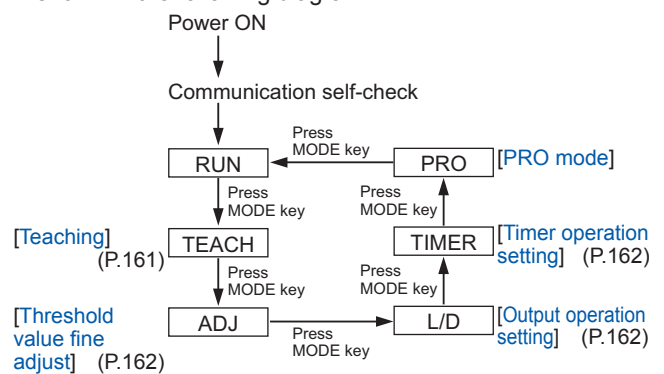 Power ON
Communication self-check
Press
MODE key
RUN
PRO
[PRO mode]
Press
MODE key
Press
MODE key
[Teaching]
(P.161)
TEACH
TIMER
[Timer operation
setting] (P.162)
Press
MODE key
Press
MODE key
[Threshold
value fine
adjust] (P.162)
ADJ
Press
MODE key
L/D
[Output operation
setting] (P.162)